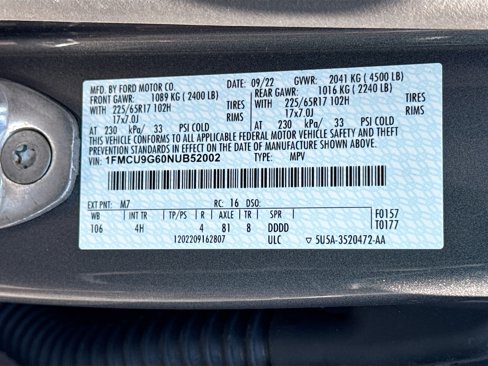 MFD. BY FORD MOTOR CO. 09/22 GVWR: 2041 KG ( 4500 LB)
FRONT GAWR: 1089 KG ( 2400 LB) REAR GAWR: 1016 KG ( 2240 LB)
WITH 225/65R17 102H TIRES WITH 225/65R17 102H TIRES
17x7.0J RIMS 17x7.0J RIMS
AT 230 kPa/ 33 PSI COLD AT 230 kPa/ 33 PSI COLD
THIS VEHICLE CONFORMS TO ALL APPLICABLE FEDERAL MOTOR VEHICLE SAFETY AND THEFT
PREVENTION STANDARDS IN EFFECT ON THE DATE OF MANUFACTURE SHOWN ABOVE.
VIN: 1FMCU9G60NUB52002 TYPE: MPV
EXT PNT: M7 RC: 16 DSO:
WB INT TR TP/PS R AXLE TR SPR F0157
106 4H 4 81 8 DDDD T0177
1202209162807 ULC ▽ 5U5A-3520472-AA